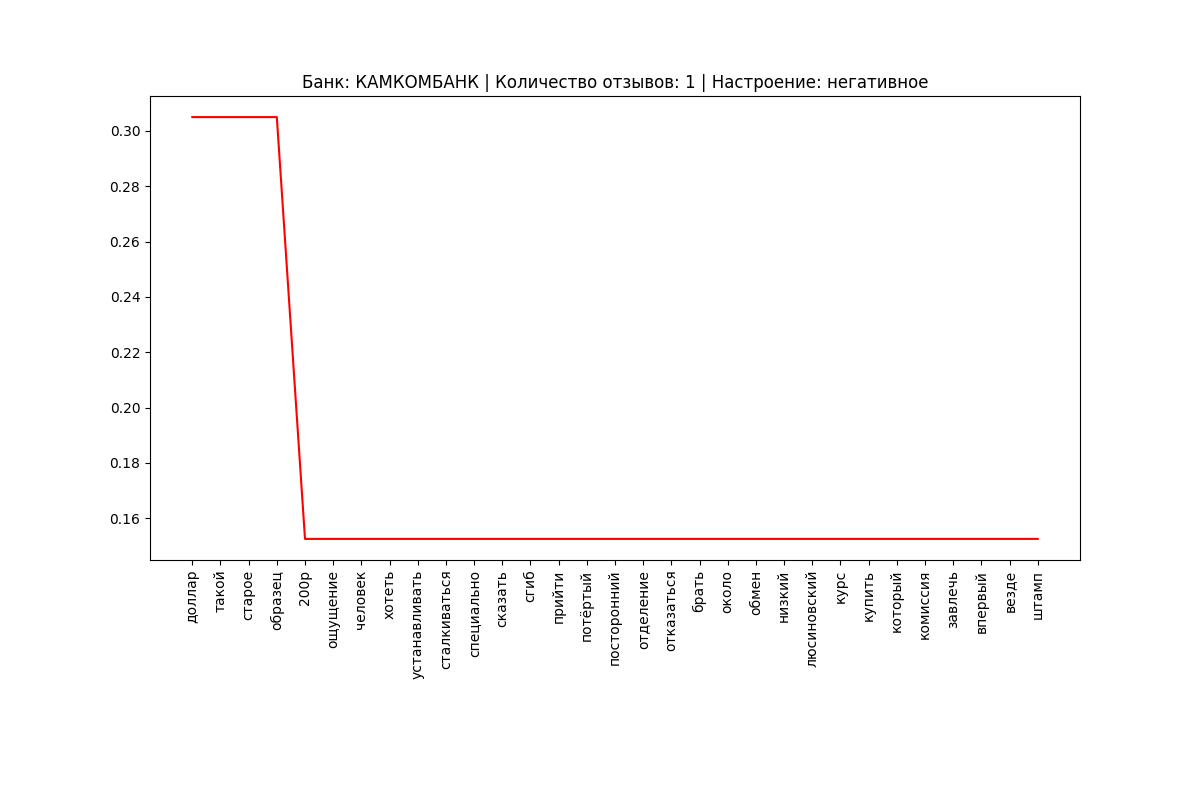 Банк: КАМКОМБАНК | Количество отзывов: 1 | Настроение: негативное
0.30
0.28
0.26
0.24
0.22
0.20
0.18
0.16
доллар
такой
старое
образец
200р
ощущение
человек
хотеть
устанавливать
сталкиваться
специально
сказать
сгиб
прийти
потёртый
посторонний
отделение
отказаться
брать
около
обмен
низкий
люсиновский
курс
купить
который
комиссия
завлечь
впервый
везде
штамп